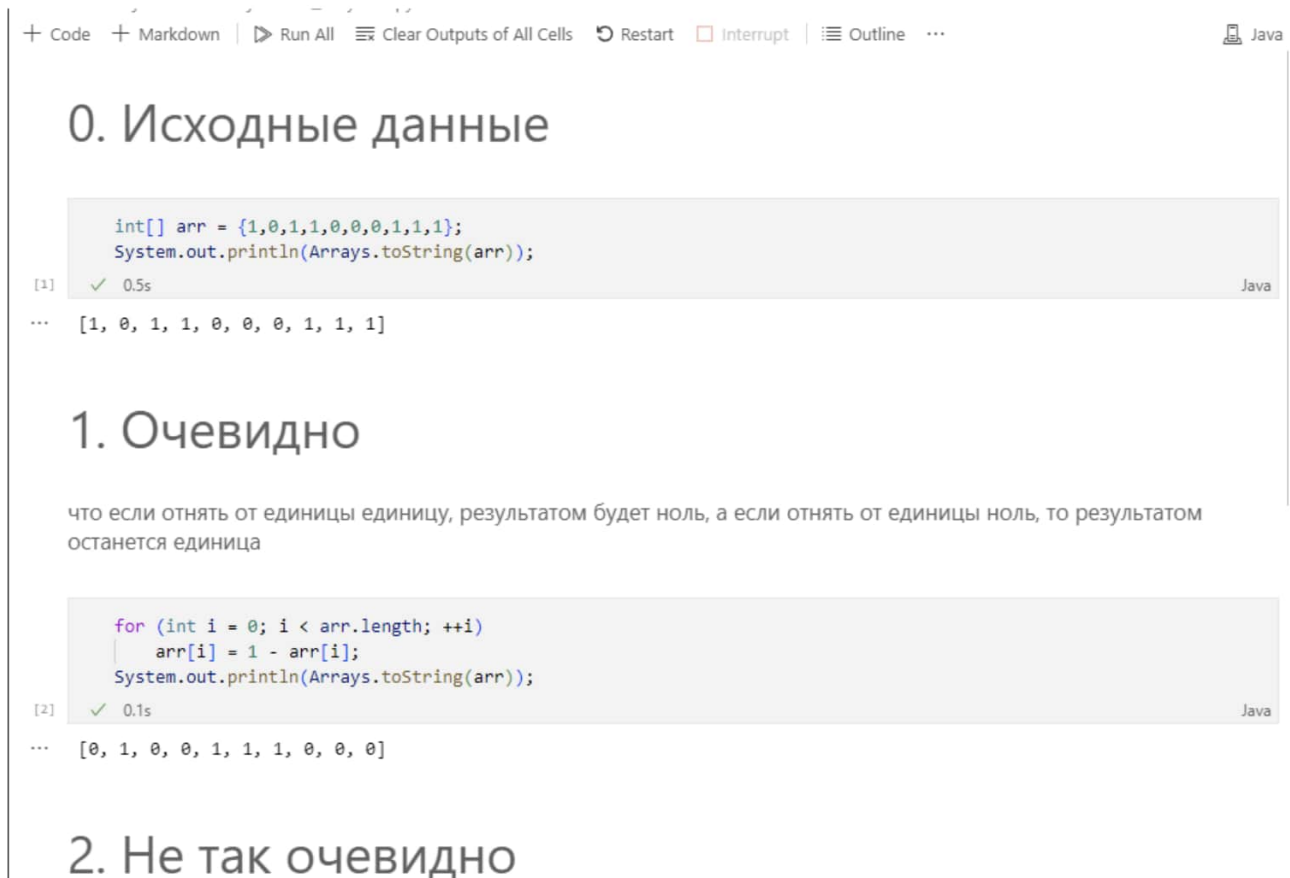 Code Markdown Run All Clear Outputs of All Cells Restart Interrupt Outline ... Java
0. Исходные данные
int[] arr = {1,0,1,1,0,0,0,1,1,1};
System.out.println(Arrays.toString(arr));
[1] ✓ 0.5s Java
... [1, 0, 1, 1, 0, 0, 0, 1, 1, 1]
1. Очевидно
что если отнять от единицы единицу, результатом будет ноль, а если отнять от единицы ноль, то результатом
останется единица
for (int i = 0; i < arr.length; ++i)
arr[i] = 1 - arr[i];
System.out.println(Arrays.toString(arr));
[2] ✓ 0.1s Java
... [0, 1, 0, 0, 1, 1, 1, 0, 0, 0]
2. Не так очевидно